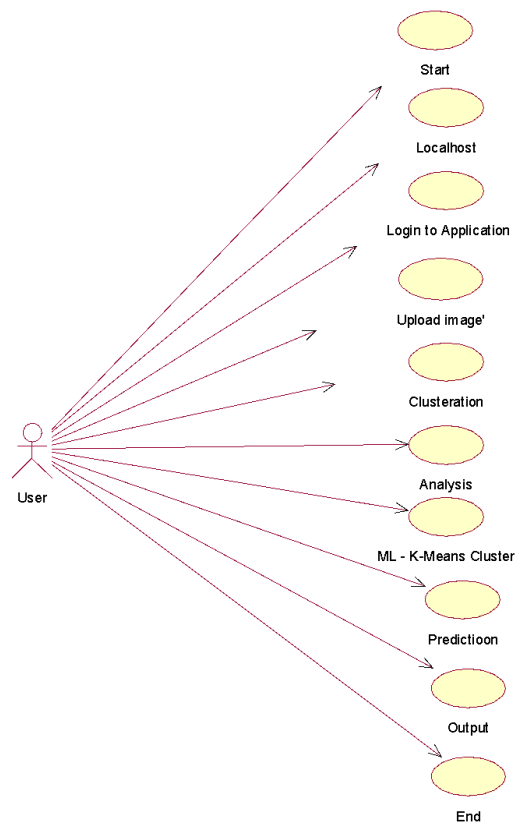 Start
Localhost
Login to Application
Upload image'
Clusteration
Analysis
User
ML - K-Means Cluster
Predictioon
Output
End